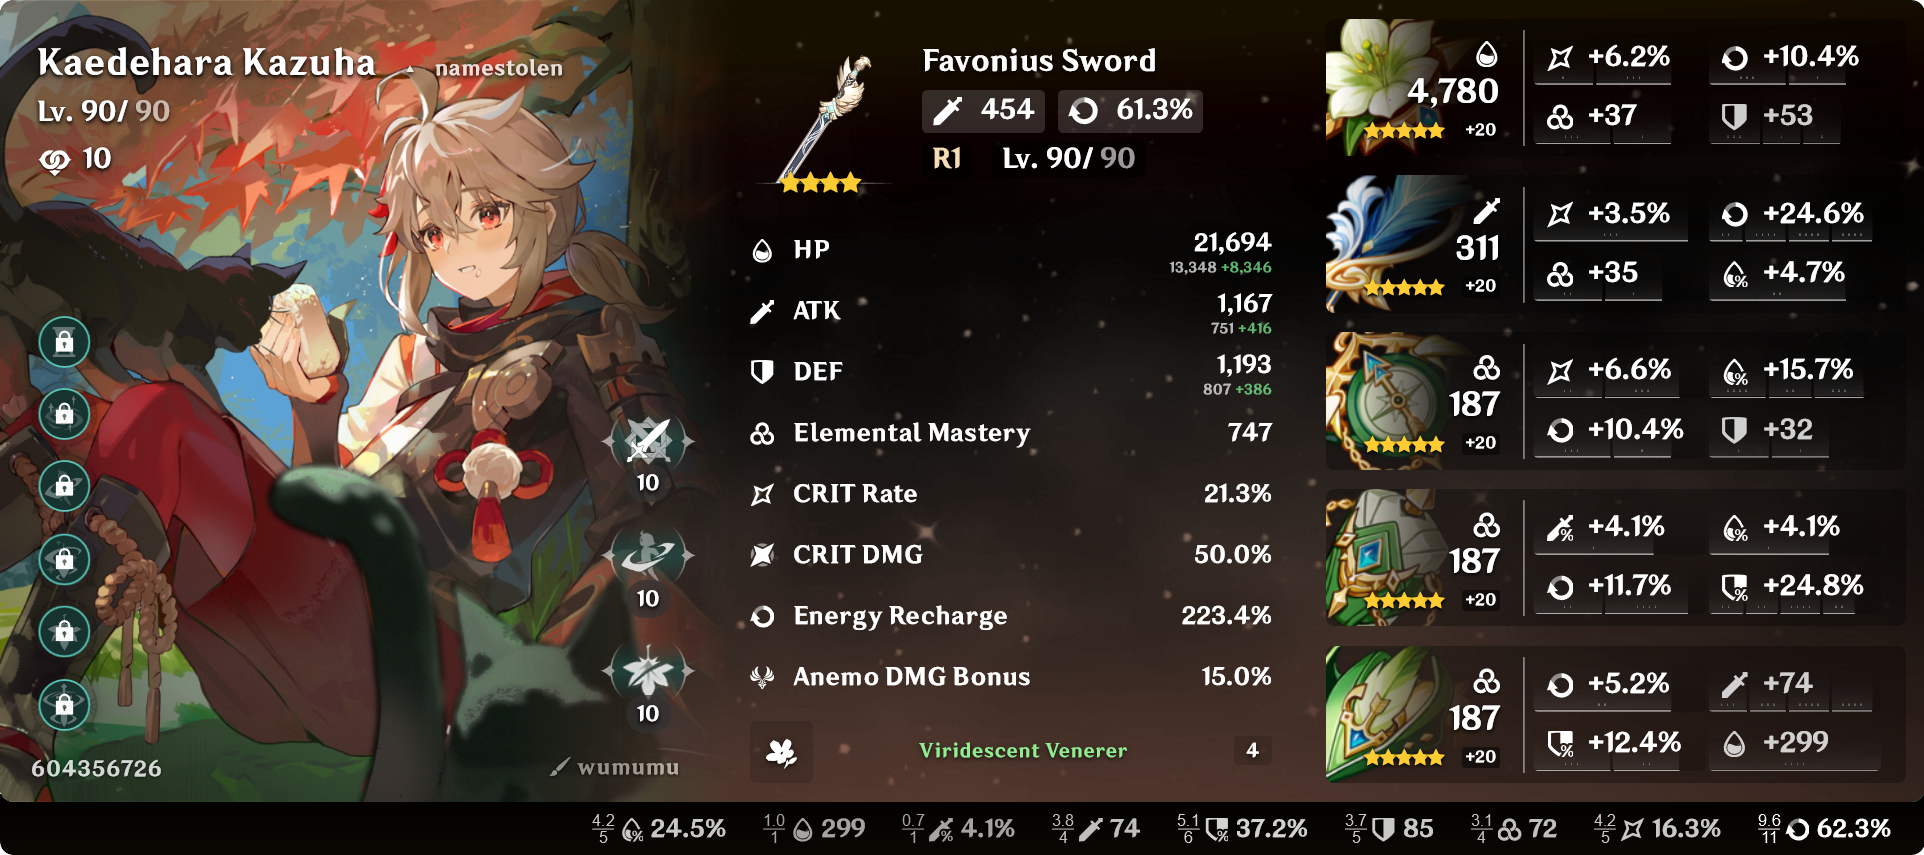 Kaedehara Kazuha
namestolen
Lv. 90/ 90
10
10
10
10
604356726
wumumu
Favonius Sword
454 61.3%
R1 Lv. 90/ 90
HP 21,694
13,348 +8,346
ATK 1,167
751 +416
DEF 1,193
807 +386
Elemental Mastery 747
CRIT Rate 21.3%
CRIT DMG 50.0%
Energy Recharge 223.4%
Anemo DMG Bonus 15.0%
Viridescent Venerer 4
4,780
+20
+6.2% +10.4%
+37 +53
311
+20
+3.5% +24.6%
+35 +4.7%
187
+20
+6.6% +15.7%
+10.4% +32
187
+20
+4.1% +4.1%
+11.7% +24.8%
187
+20
+5.2% +74
+12.4% +299
4.2 5 24.5% 1.0 1 299 0.7 1 4.1% 3.8 4 74 5.1 6 37.2% 3.7 5 85 3.1 4 72 4.2 5 16.3% 9.6 11 62.3%